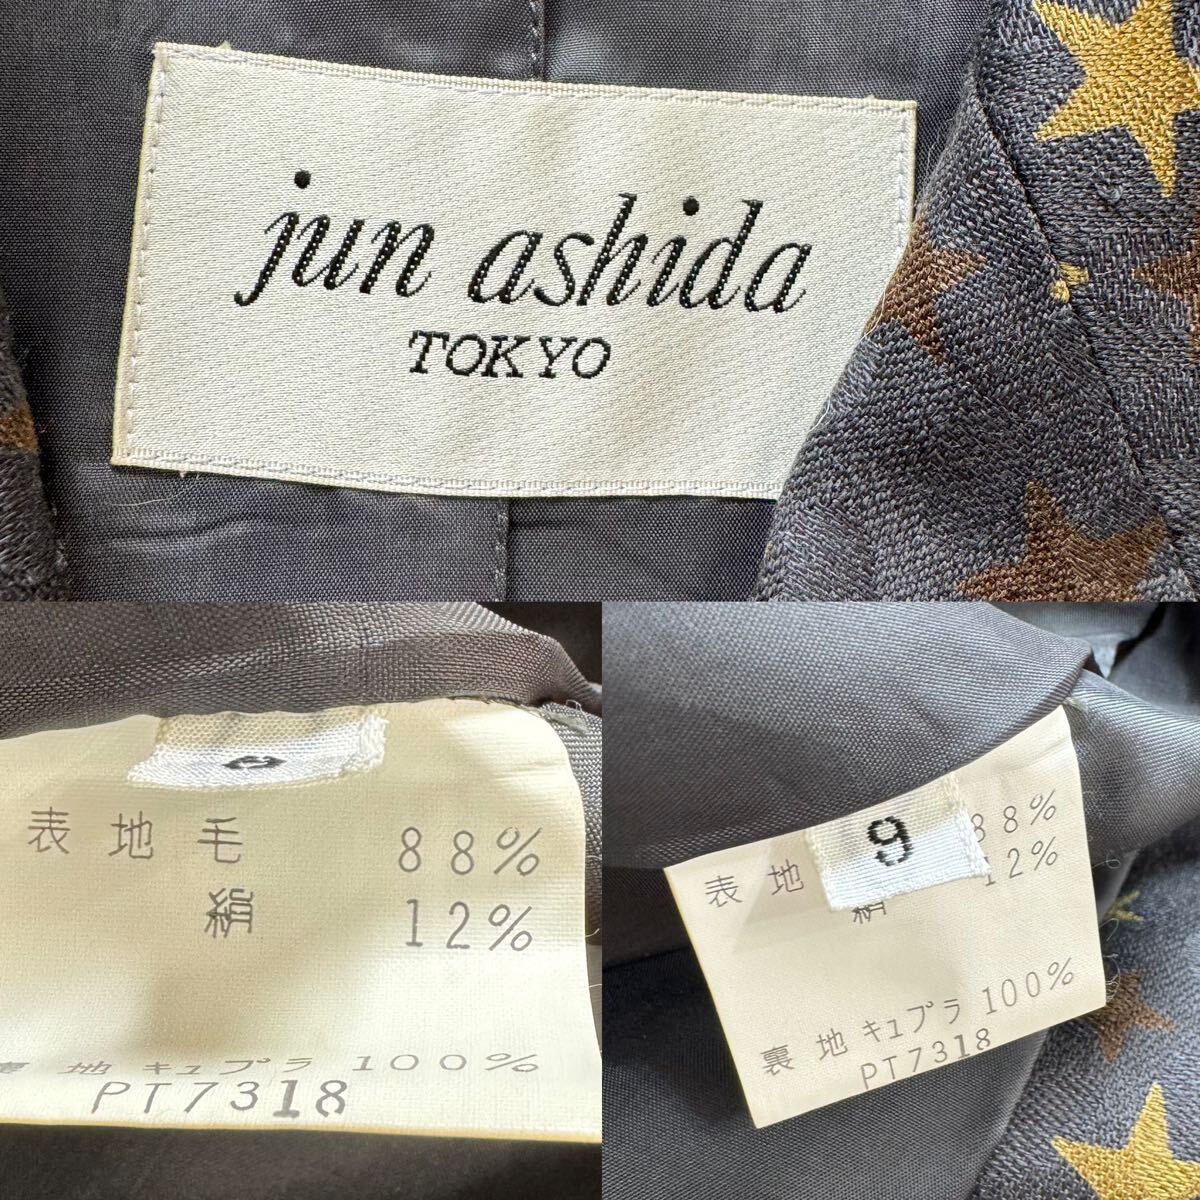 jun ashida
TOKYO
表地毛 88%
絹 12%
裏地キュプラ 100%
PT7318
9
表地 88%
絹 12%
裏地キュプラ 100%
PT7318